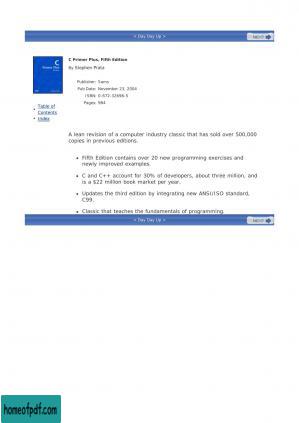 < Day Day Up >
NEXT
C Primer Plus, Fifth Edition
By Stephen Prata
Publisher: Sams
Pub Date: November 23, 2004
ISBN: 0-672-32696-5
Pages: 984
C
Primer Plus
• Table of
Contents
• Index
A lean revision of a computer industry classic that has sold over 500,000
copies in previous editions.
• Fifth Edition contains over 20 new programming exercises and
newly improved examples.
• C and C++ account for 30% of developers, about three million, and
is a $22 million book market per year.
• Updates the third edition by integrating new ANSI/ISO standard,
C99.
• Classic that teaches the fundamentals of programming.
< Day Day Up >
NEXT
homeofpdf.com